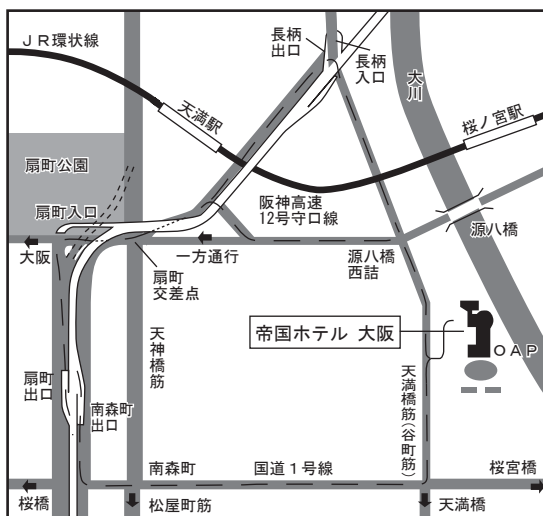 JR環状線
長柄
出口
長柄
入口
大川
天満駅
桜ノ宮駅
扇町公園
扇町入口
阪神高速
12号守口線
源八橋
大阪
一方通行
源八橋
西詰
扇町
交差点
帝国ホテル 大阪
OAP
天神橋筋
天満橋筋(谷町筋)
扇町
出口
南森町
出口
南森町
国道1号線
桜橋
松屋町筋
天満橋
桜宮橋